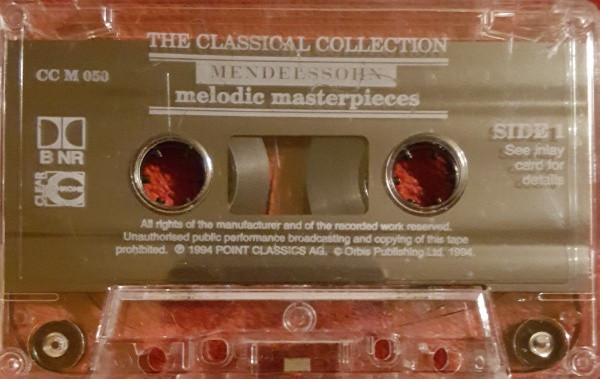 THE CLASSICAL COLLECTION
CC M 050
MENDELSSOHN
melodic masterpieces
SIDE 1
See inlay
card for
details
B NR
CLEAR
CHROME
All rights of the manufacturer and of the recorded work reserved.
Unauthorised public performance broadcasting and copying of this tape
prohibited. ℗ 1994 POINT CLASSICS AG. © Orbis Publishing Ltd. 1994.